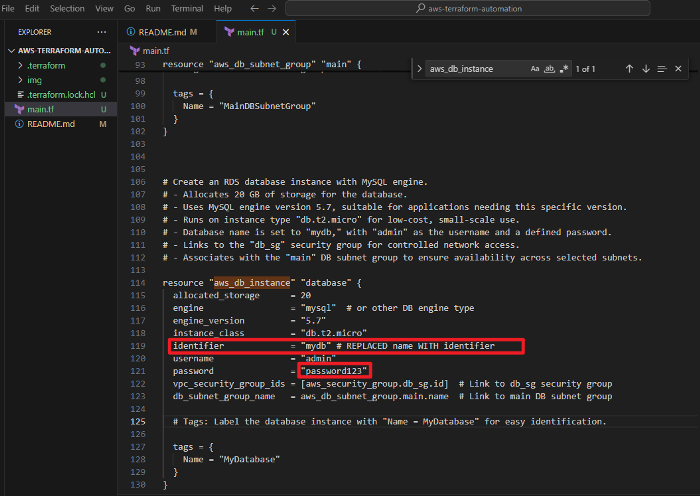 File Edit Selection View Go Run Terminal Help aws-terraform-automation
EXPLORER ...
AWS-TERRAFORM-AUTO...
.terraform
img
.terraform.lock.hcl U
main.tf U
README.md M
README.md M main.tf U
main.tf
aws_db_instance Aa ab 1 of 1
93 resource "aws_db_subnet_group" "main" {
98
99 tags = {
100 Name = "MainDBSubnetGroup"
101 }
102 }
103
104
105
106 # Create an RDS database instance with MySQL engine.
107 # - Allocates 20 GB of storage for the database.
108 # - Uses MySQL engine version 5.7, suitable for applications needing this specific version.
109 # - Runs on instance type "db.t2.micro" for low-cost, small-scale use.
110 # - Database name is set to "mydb," with "admin" as the username and a defined password.
111 # - Links to the "db_sg" security group for controlled network access.
112 # - Associates with the "main" DB subnet group to ensure availability across selected subnets.
113
114 resource "aws_db_instance" "database" {
115 allocated_storage = 20
116 engine = "mysql" # or other DB engine type
117 engine_version = "5.7"
118 instance_class = "db.t2.micro"
119 identifier = "mydb" # REPLACED name WITH identifier
120 username = "admin"
121 password = "password123"
122 vpc_security_group_ids = [aws_security_group.db_sg.id] # Link to db_sg security group
123 db_subnet_group_name = aws_db_subnet_group.main.name # Link to main DB subnet group
124
125 # Tags: Label the database instance with "Name = MyDatabase" for easy identification.
126
127 tags = {
128 Name = "MyDatabase"
129 }
130 }